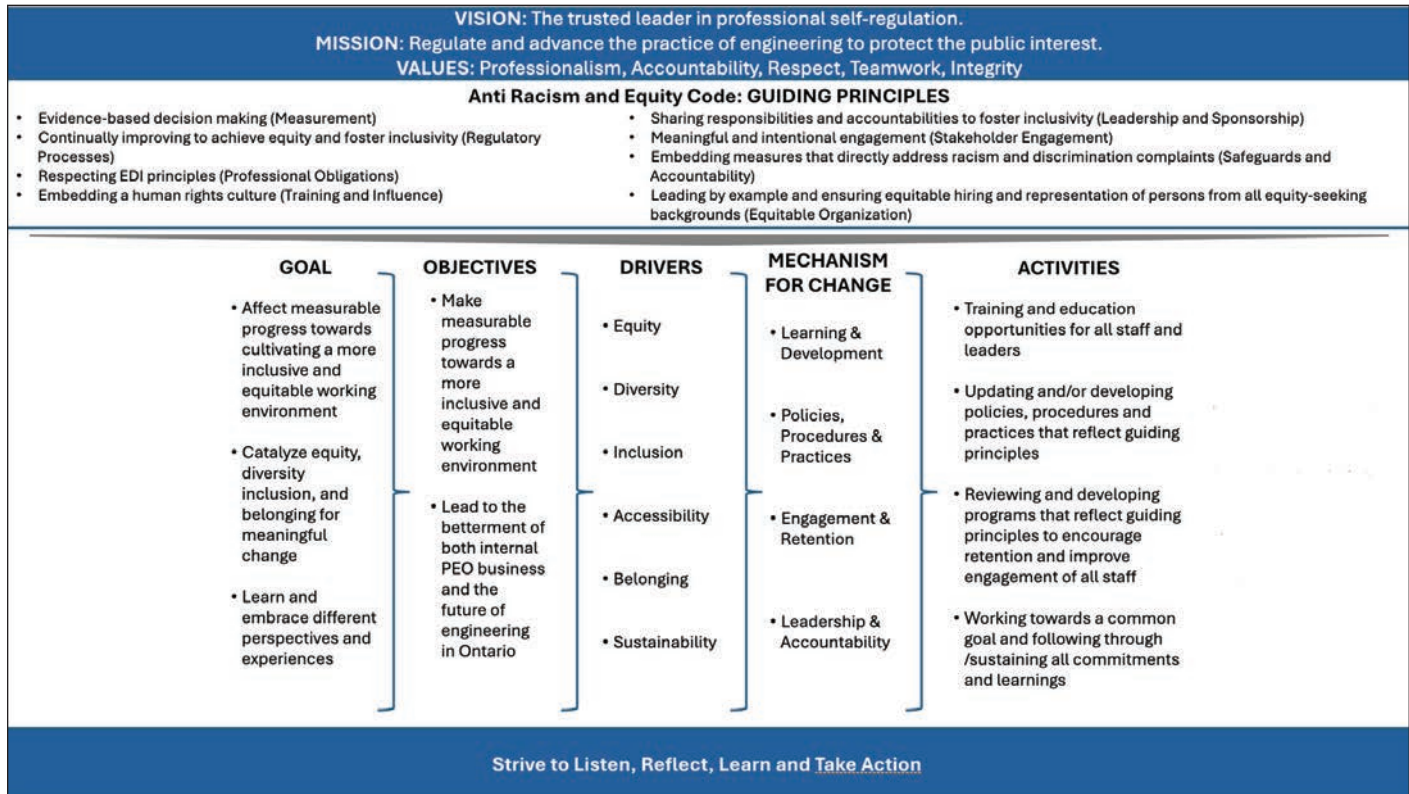 VISION: The trusted leader in professional self-regulation.
MISSION: Regulate and advance the practice of engineering to protect the public interest.
VALUES: Professionalism, Accountability, Respect, Teamwork, Integrity
Anti Racism and Equity Code: GUIDING PRINCIPLES
• Evidence-based decision making (Measurement)
• Continually improving to achieve equity and foster inclusivity (Regulatory
Processes)
• Respecting EDI principles (Professional Obligations)
• Embedding a human rights culture (Training and Influence)
• Sharing responsibilities and accountabilities to foster inclusivity (Leadership and Sponsorship)
• Meaningful and intentional engagement (Stakeholder Engagement)
• Embedding measures that directly address racism and discrimination complaints (Safeguards and
Accountability)
• Leading by example and ensuring equitable hiring and representation of persons from all equity-seeking
backgrounds (Equitable Organization)
GOAL
• Affect measurable
progress towards
cultivating a more
inclusive and
equitable working
environment
• Catalyze equity,
diversity
inclusion, and
belonging for
meaningful
change
• Learn and
embrace different
perspectives and
experiences
OBJECTIVES
• Make
measurable
progress
towards a
more
inclusive and
equitable
working
environment
• Lead to the
betterment of
both internal
PEO business
and the
future of
engineering
in Ontario
DRIVERS
• Equity
• Diversity
• Inclusion
• Accessibility
• Belonging
• Sustainability
MECHANISM
FOR CHANGE
• Learning &
Development
• Policies,
Procedures &
Practices
• Engagement &
Retention
• Leadership &
Accountability
ACTIVITIES
• Training and education
opportunities for all staff and
leaders
• Updating and/or developing
policies, procedures and
practices that reflect guiding
principles
• Reviewing and developing
programs that reflect guiding
principles to encourage
retention and improve
engagement of all staff
• Working towards a common
goal and following through
/sustaining all commitments
and learnings
Strive to Listen, Reflect, Learn and Take Action